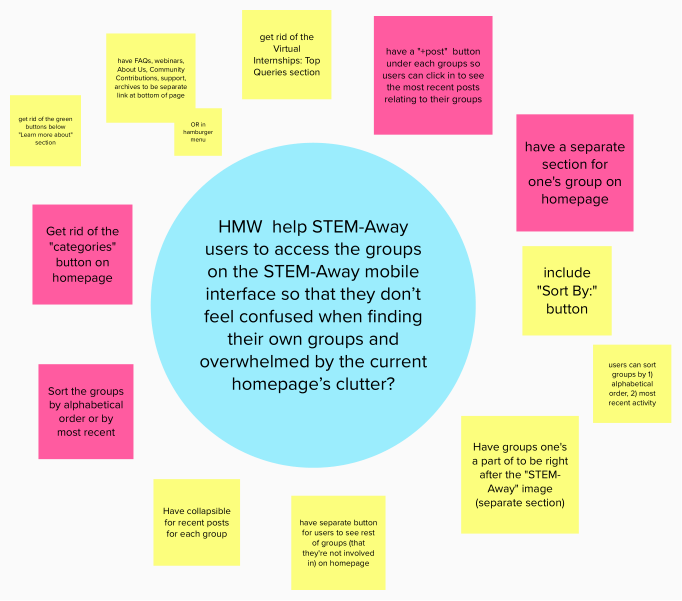 get rid of the
Virtual
Internships: Top
Queries section
have a "+post"  button
under each groups so
users can click in to see
the most recent posts
relating to their groups
have FAQs, webinars,
About Us, Community
Contributions, support,
archives to be separate
link at bottom of page
get rid of the green
buttons below
"Learn more about"
section
OR in
hamburger
menu
have a separate
section for
one's group on
homepage
Get rid of the
"categories"
button on
homepage
HMW  help STEM-Away
users to access the groups
on the STEM-Away mobile
interface so that they don’t
feel confused when finding
their own groups and
overwhelmed by the current
homepage’s clutter?
include
"Sort By:"
button
users can sort
groups by 1)
alphabetical
order, 2) most
recent activity
Sort the groups
by alphabetical
order or by
most recent
Have groups one's
a part of to be right
after the "STEM-
Away" image
(separate section)
Have collapsible
for recent posts
for each group
have separate button
for users to see rest
of groups (that
they're not involved
in) on homepage